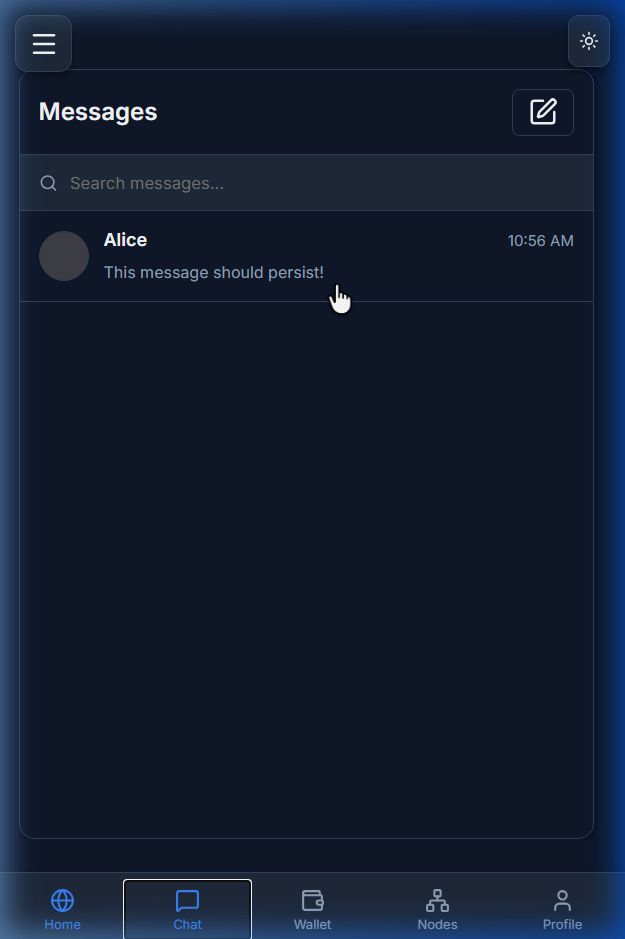 Messages
Search messages...
Alice
10:56 AM
This message should persist!
Home
Chat
Wallet
Nodes
Profile